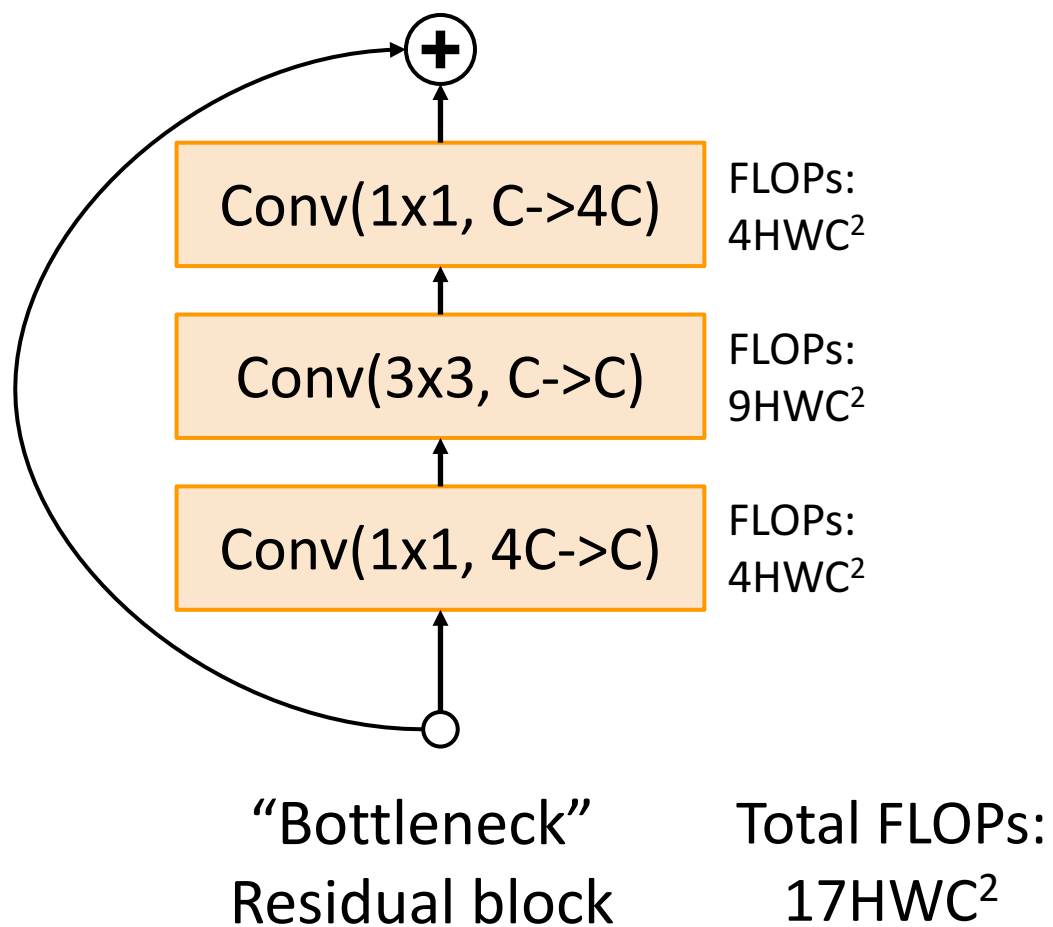 +
Conv(1x1, C->4C)
FLOPs:
4HWC²
Conv(3x3, C->C)
FLOPs:
9HWC²
Conv(1x1, 4C->C)
FLOPs:
4HWC²
“Bottleneck”
Residual block
Total FLOPs:
17HWC²